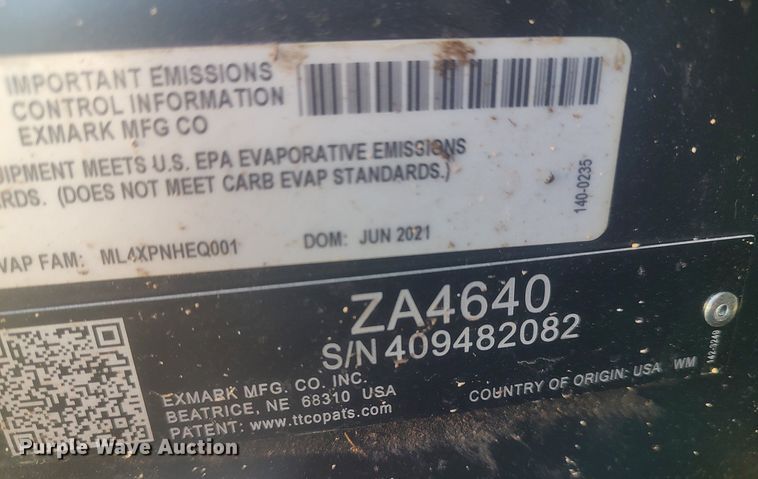 IMPORTANT EMISSIONS
CONTROL INFORMATION
EXMARK MFG CO
UIPMENT MEETS U.S. EPA EVAPORATIVE EMISSIONS
RDS. (DOES NOT MEET CARB EVAP STANDARDS.)
140-0235
VAP FAM: ML4XPNHEQ001 DOM: JUN 2021
ZA4640
S/N 409482082
EXMARK MFG. CO. INC.
BEATRICE, NE 68310 USA
PATENT: www.ttcopats.com
COUNTRY OF ORIGIN: USA WM
Purple Wave Auction